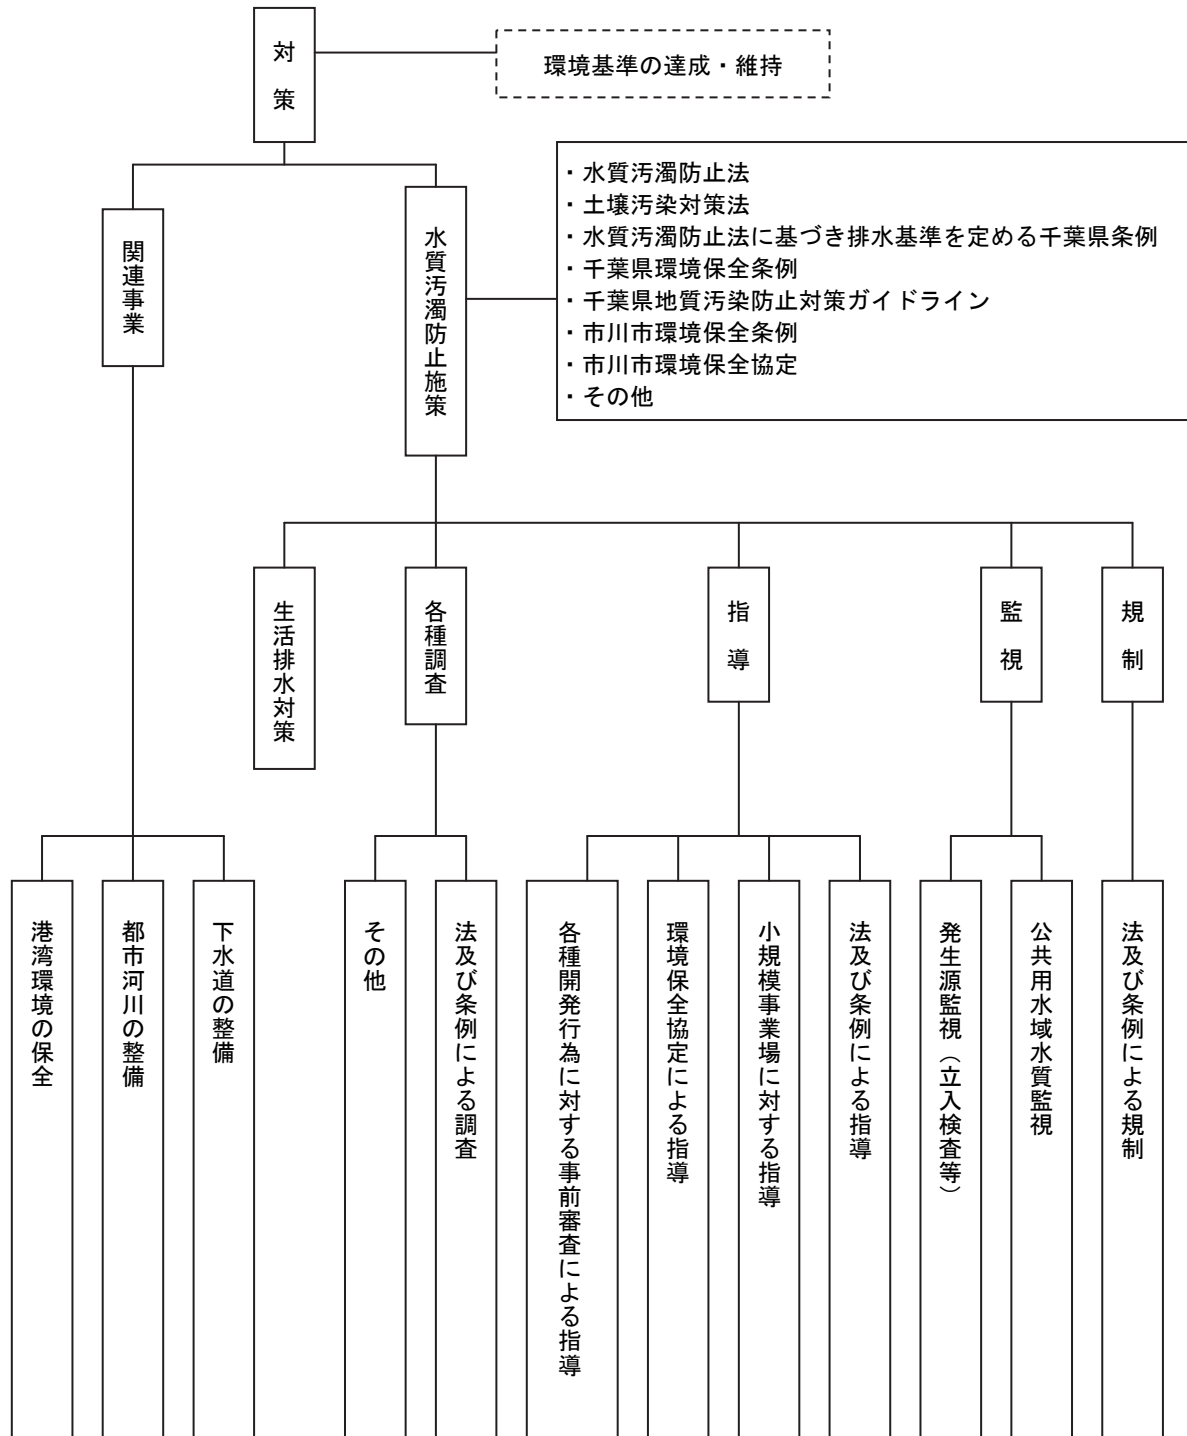 対策
環境基準の達成・維持
・水質汚濁防止法
・土壌汚染対策法
・水質汚濁防止法に基づき排水基準を定める千葉県条例
・千葉県環境保全条例
・千葉県地質汚染防止対策ガイドライン
・市川市環境保全条例
・市川市環境保全協定
・その他
水質汚濁防止施策
関連事業
規制
監視
指導
各種調査
生活排水対策
法及び条例による規制
公共用水域水質監視
発生源監視（立入検査等）
法及び条例による指導
小規模事業場に対する指導
環境保全協定による指導
各種開発行為に対する事前審査による指導
法及び条例による調査
その他
下水道の整備
都市河川の整備
港湾環境の保全